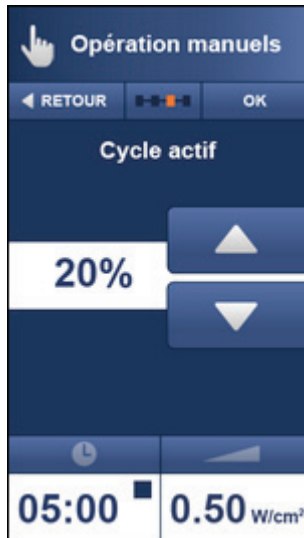 Opération manuels
RETOUR OK
Cycle actif
20%
05:00 0.50 W/cm²